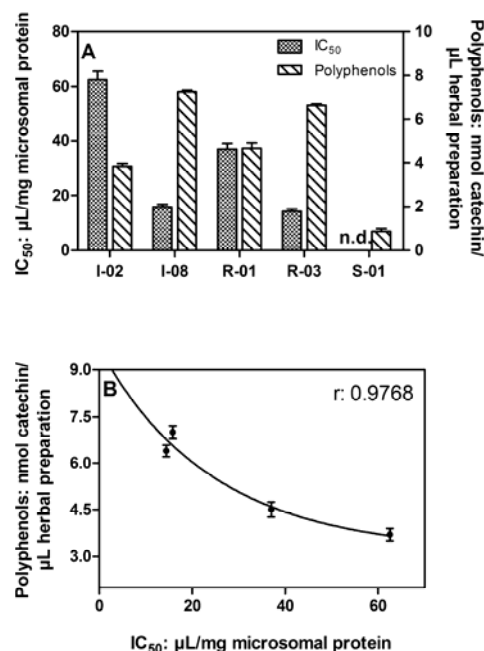 A
IC50
Polyphenols
IC50: µL/mg microsomal protein
80
60
40
20
0
Polyphenols: nmol catechin/
µL herbal preparation
10
8
6
4
2
0
n.d.
I-02 I-08 R-01 R-03 S-01
B
r: 0.9768
Polyphenols: nmol catechin/
µL herbal preparation
9.0
7.5
6.0
4.5
3.0
0 20 40 60
IC50: µL/mg microsomal protein